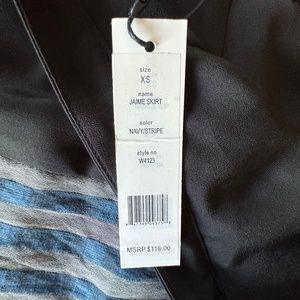 size
XS
name
JAIME SKIRT
color
NAVY/STRIPE
style no
W4123
MSRP $118.00